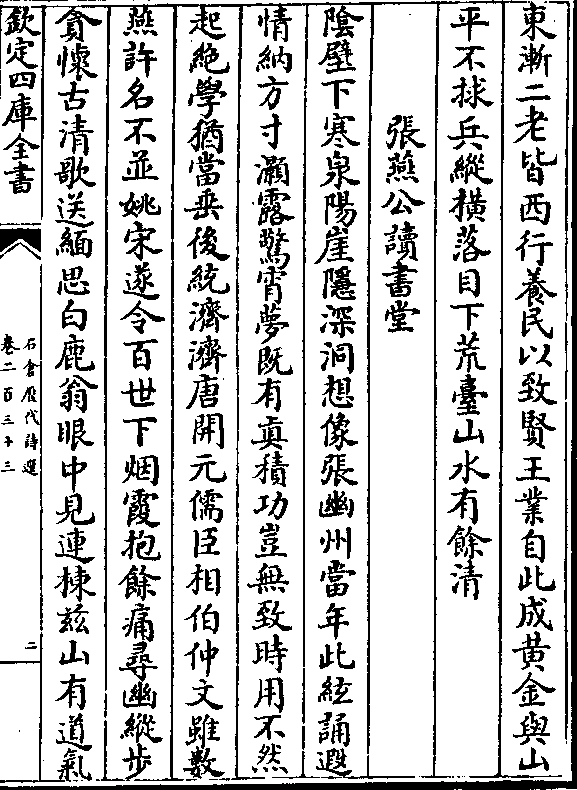 東漸二老皆西行養民以致賢王業自此成黄金與山
平不捄兵縱横落日下荒臺山水有餘清
張燕公讀書堂
陰壁下寒泉陽崖隱深洞想像張幽州當年此絃誦遐
情納方寸灝露驚宵夢既有真積功豈無致時用不然
起絶學猶當垂後統濟濟唐開元儒臣相伯仲文雖數
燕許名不並姚宋遂令百世下烟霞抱餘痛尋幽縱步
貪懷古清歌送緬思白鹿翁眼中見連棟兹山有道氣
欽定四庫全書
石倉歷代詩選
卷二百三十三
二